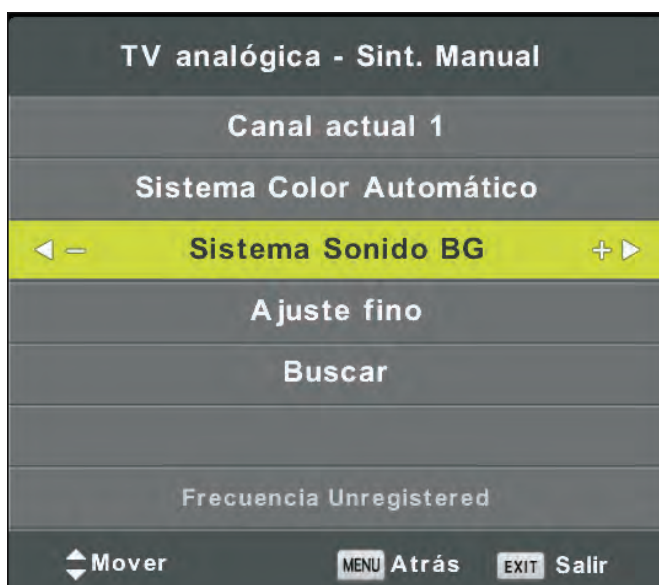 TV analógica - Sint. Manual
Canal actual 1
Sistema Color Automático
− Sistema Sonido BG +
Ajuste fino
Buscar
Frecuencia Unregistered
Mover MENU Atrás EXIT Salir